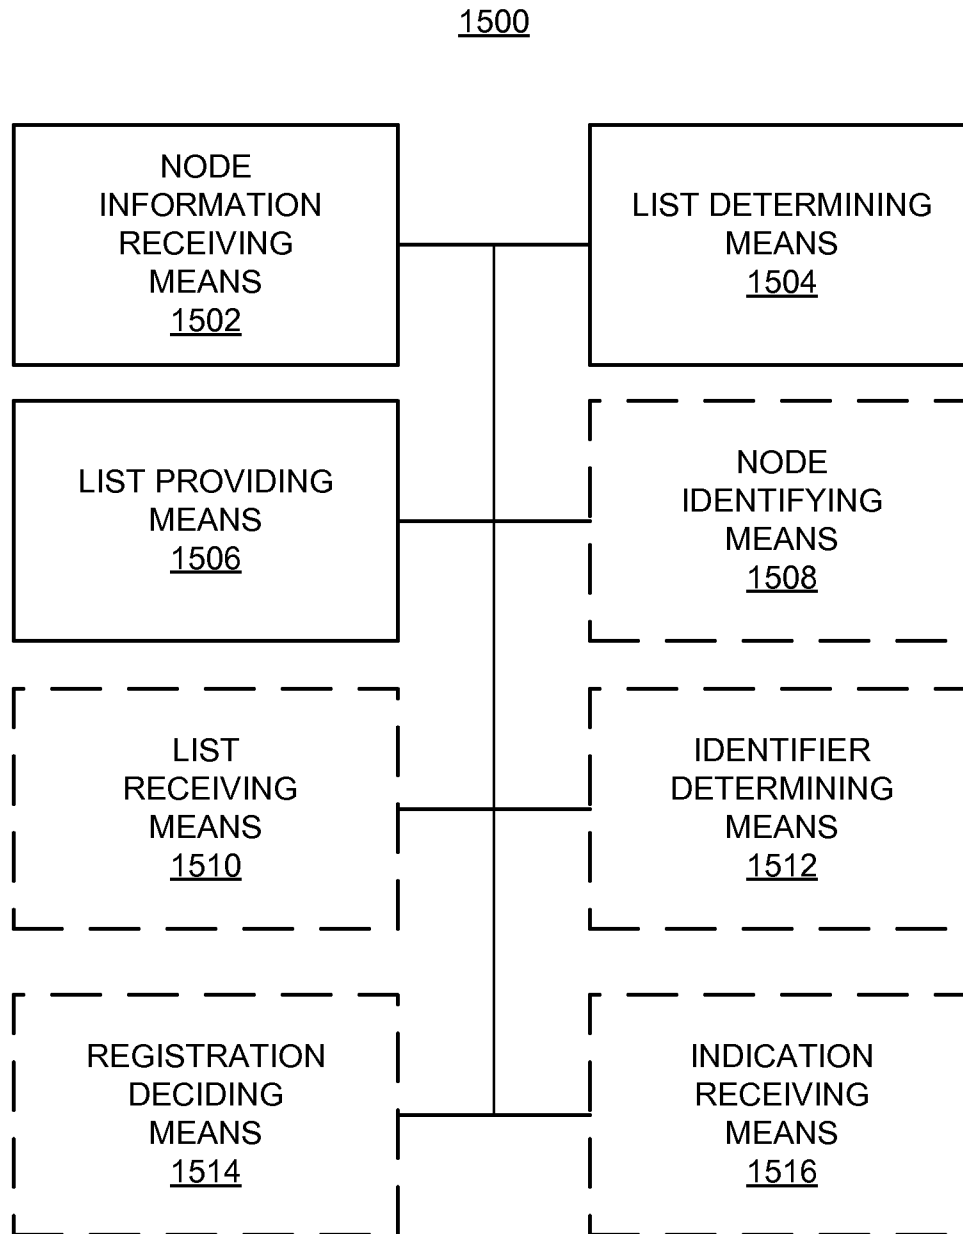 1500
NODE
INFORMATION
RECEIVING
MEANS
1502
LIST DETERMINING
MEANS
1504
LIST PROVIDING
MEANS
1506
NODE
IDENTIFYING
MEANS
1508
LIST
RECEIVING
MEANS
1510
IDENTIFIER
DETERMINING
MEANS
1512
REGISTRATION
DECIDING
MEANS
1514
INDICATION
RECEIVING
MEANS
1516